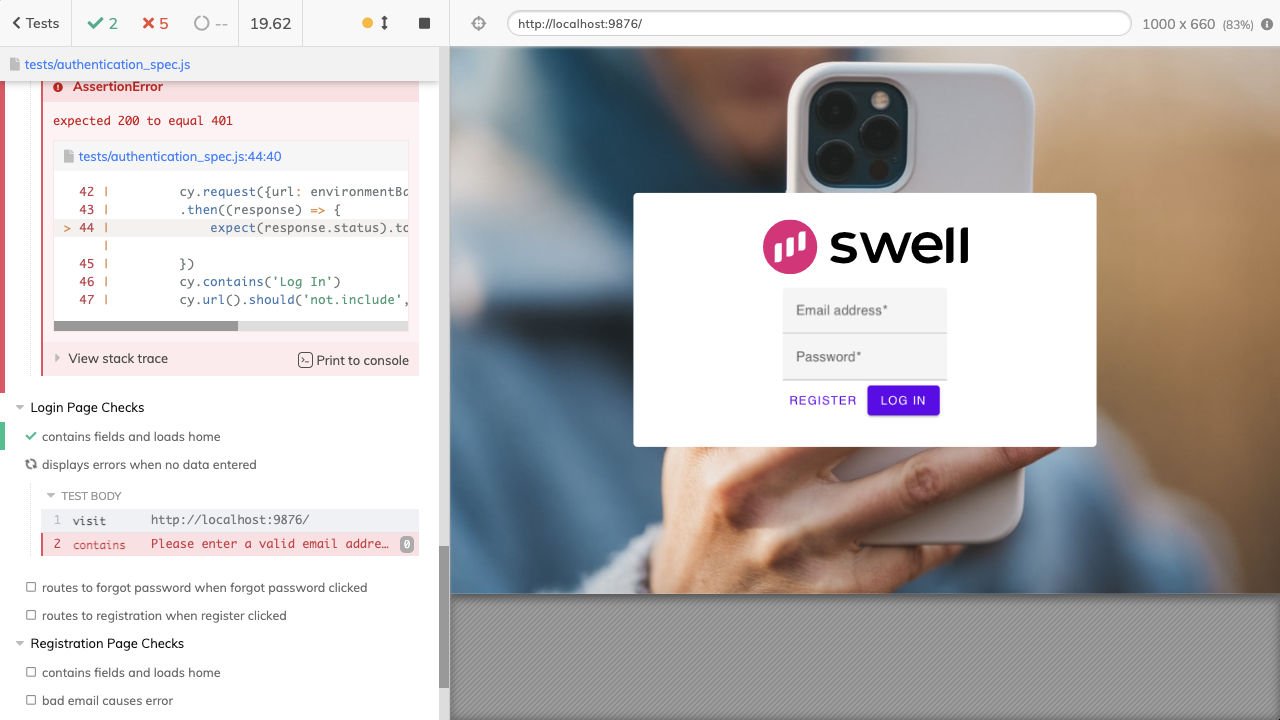 Tests
2
5
--
19.62
http://localhost:9876/
1000 x 660 (83%)
tests/authentication_spec.js
AssertionError
expected 200 to equal 401
tests/authentication_spec.js:44:40
42 | cy.request({url: environmentBa
43 | .then((response) => {
> 44 | expect(response.status).to
|
45 | })
46 | cy.contains('Log In')
47 | cy.url().should('not.include',
View stack trace
Print to console
Login Page Checks
contains fields and loads home
displays errors when no data entered
TEST BODY
1 visit http://localhost:9876/
2 contains Please enter a valid email addre… 0
routes to forgot password when forgot password clicked
routes to registration when register clicked
Registration Page Checks
contains fields and loads home
bad email causes error
swell
Email address*
Password*
REGISTER
LOG IN